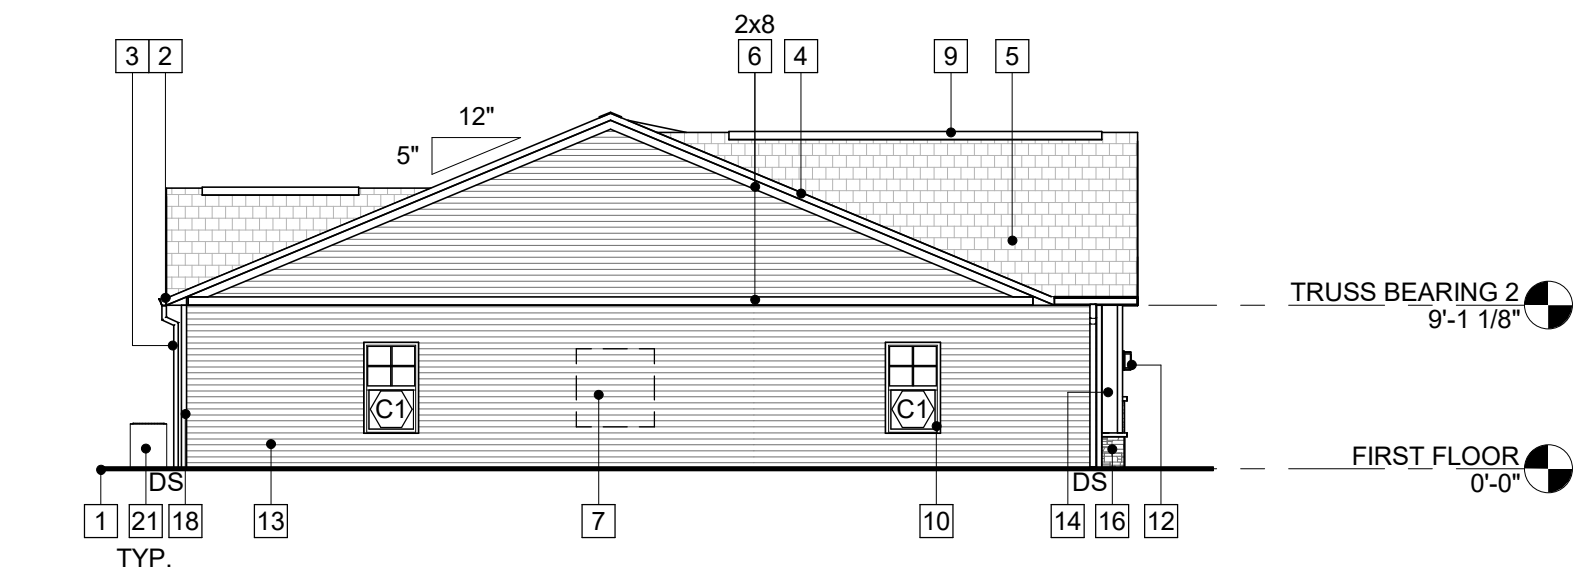 2x8
3 2 6 4 9 5
12"
5"
TRUSS BEARING 2
9'-1 1/8"
C1 C1
FIRST FLOOR
0'-0"
DS DS
1 21 18 13 7 10 14 16 12
TYP.